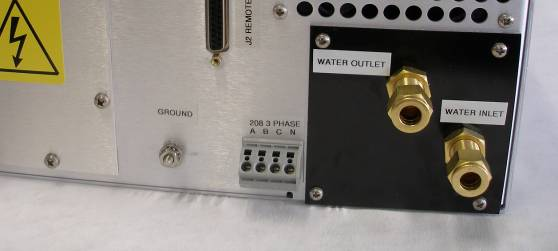 J2 REMOTE
WATER OUTLET
WATER INLET
GROUND
208 3 PHASE
A B C N